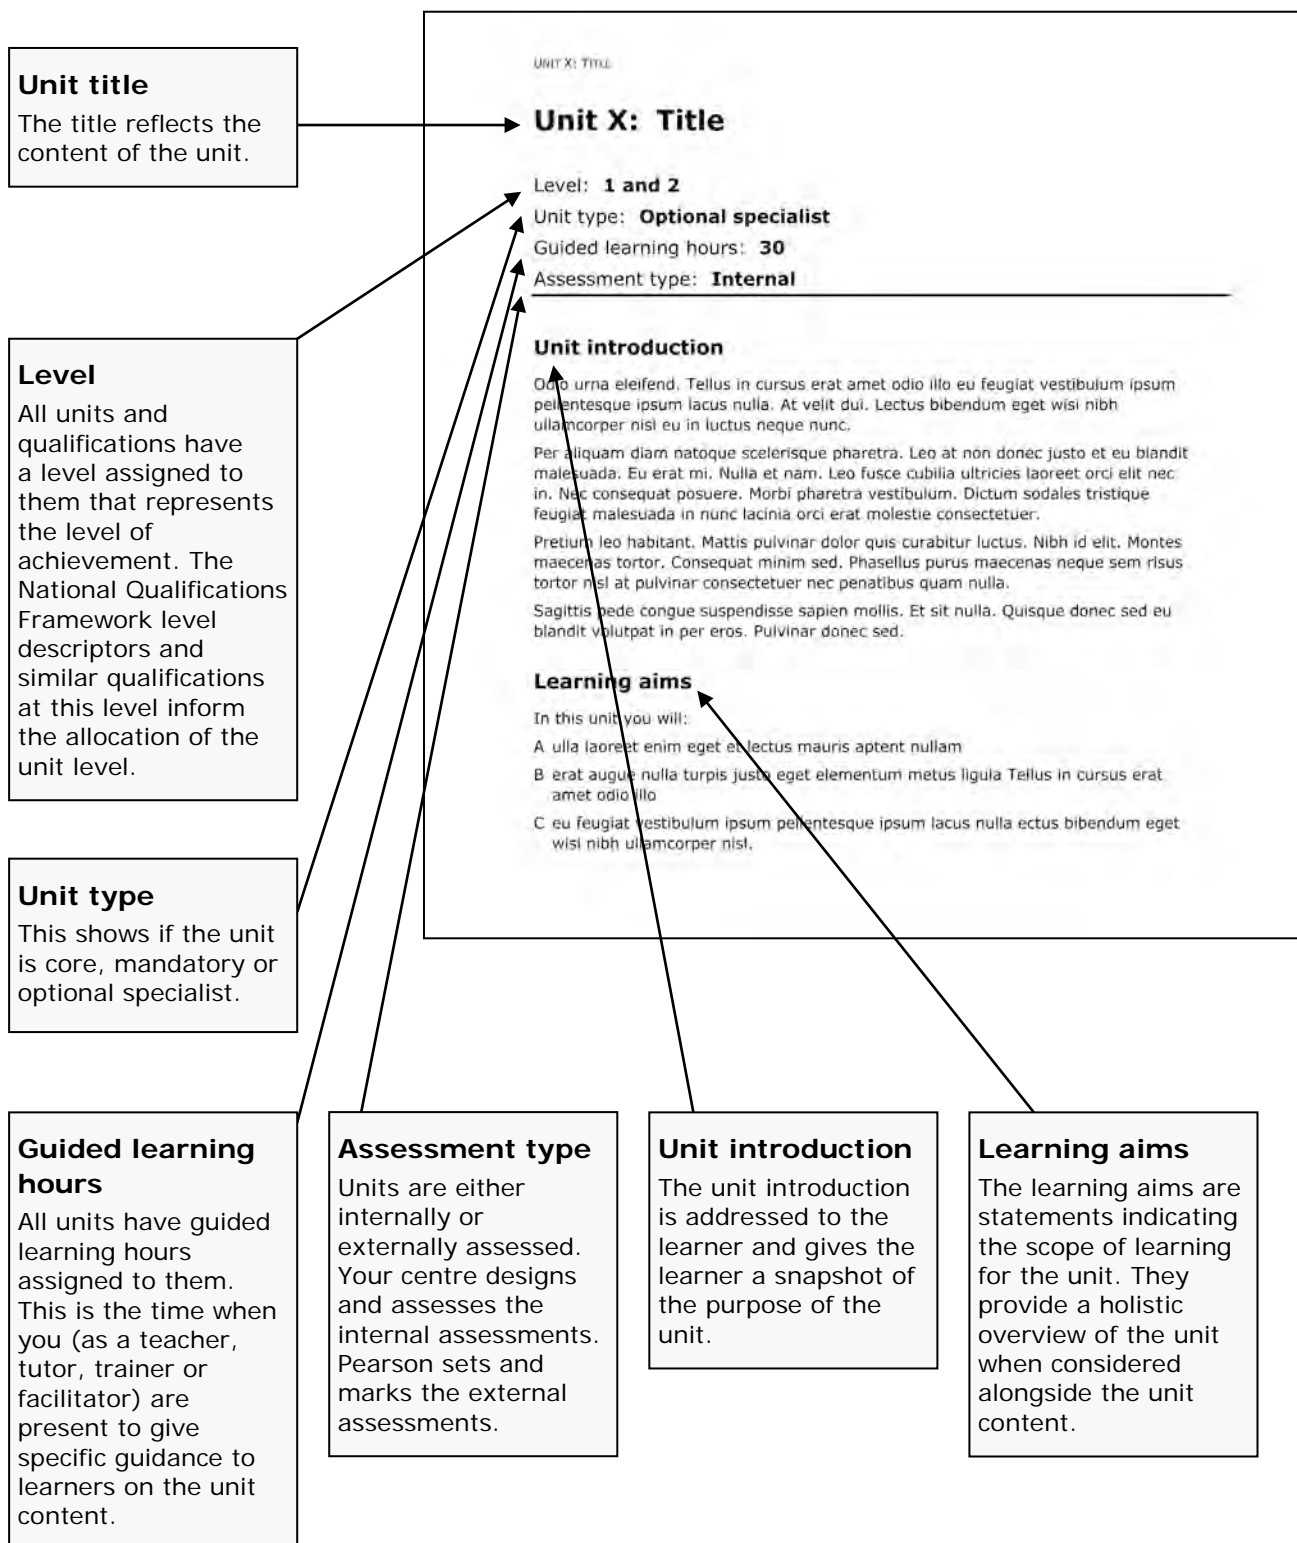 UNIT X: TITLE
Unit X: Title
Level: 1 and 2
Unit type: Optional specialist
Guided learning hours: 30
Assessment type: Internal
Unit introduction
Odio urna eleifend. Tellus in cursus erat amet odio illo eu feugiat vestibulum ipsum
pellentesque ipsum lacus nulla. At velit dui. Lectus bibendum eget wisi nibh
ullamcorper nisl eu in luctus neque nunc.
Per aliquam diam natoque scelerisque pharetra. Leo at non donec justo et eu blandit
malesuada. Eu erat mi. Nulla et nam. Leo fusce cubilia ultricies laoreet orci elit nec
in. Nec consequat posuere. Morbi pharetra vestibulum. Dictum sodales tristique
feugiat malesuada in nunc lacinia orci erat molestie consectetuer.
Pretium leo habitant. Mattis pulvinar dolor quis curabitur luctus. Nibh id elit. Montes
maecenas tortor. Consequat minim sed. Phasellus purus maecenas neque sem risus
tortor nisl at pulvinar consectetuer nec penatibus quam nulla.
Sagittis pede congue suspendisse sapien mollis. Et sit nulla. Quisque donec sed eu
blandit volutpat in per eros. Pulvinar donec sed.
Learning aims
In this unit you will:
A ulla laoreet enim eget et lectus mauris aptent nullam
B erat augue nulla turpis justo eget elementum metus ligula Tellus in cursus erat
amet odio illo
C eu feugiat vestibulum ipsum pellentesque ipsum lacus nulla ectus bibendum eget
wisi nibh ullamcorper nisl.
Unit title
The title reflects the
content of the unit.
Level
All units and
qualifications have
a level assigned to
them that represents
the level of
achievement. The
National Qualifications
Framework level
descriptors and
similar qualifications
at this level inform
the allocation of the
unit level.
Unit type
This shows if the unit
is core, mandatory or
optional specialist.
Guided learning
hours
All units have guided
learning hours
assigned to them.
This is the time when
you (as a teacher,
tutor, trainer or
facilitator) are
present to give
specific guidance to
learners on the unit
content.
Assessment type
Units are either
internally or
externally assessed.
Your centre designs
and assesses the
internal assessments.
Pearson sets and
marks the external
assessments.
Unit introduction
The unit introduction
is addressed to the
learner and gives the
learner a snapshot of
the purpose of the
unit.
Learning aims
The learning aims are
statements indicating
the scope of learning
for the unit. They
provide a holistic
overview of the unit
when considered
alongside the unit
content.